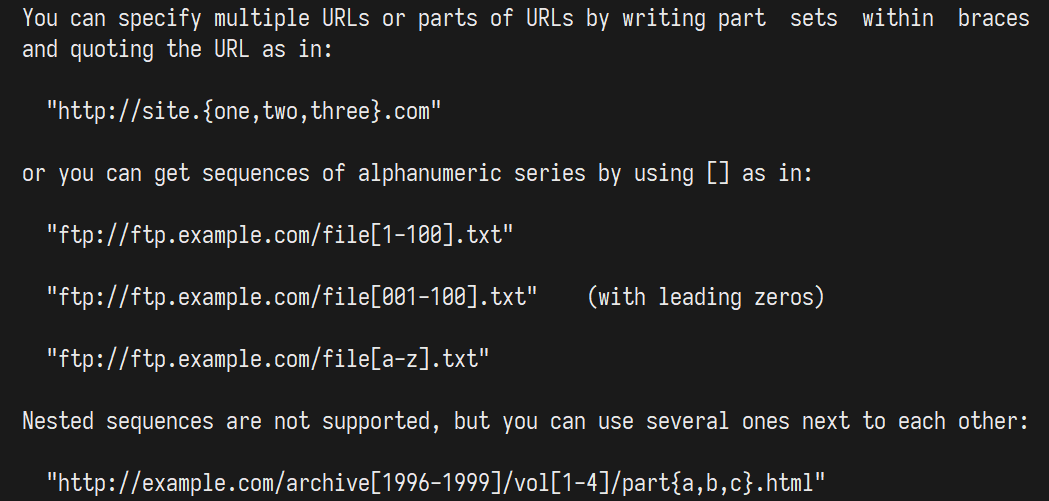 You can specify multiple URLs or parts of URLs by writing part  sets  within  braces
and quoting the URL as in:
"http://site.{one,two,three}.com"
or you can get sequences of alphanumeric series by using [] as in:
"ftp://ftp.example.com/file[1-100].txt"
"ftp://ftp.example.com/file[001-100].txt"    (with leading zeros)
"ftp://ftp.example.com/file[a-z].txt"
Nested sequences are not supported, but you can use several ones next to each other:
"http://example.com/archive[1996-1999]/vol[1-4]/part{a,b,c}.html"